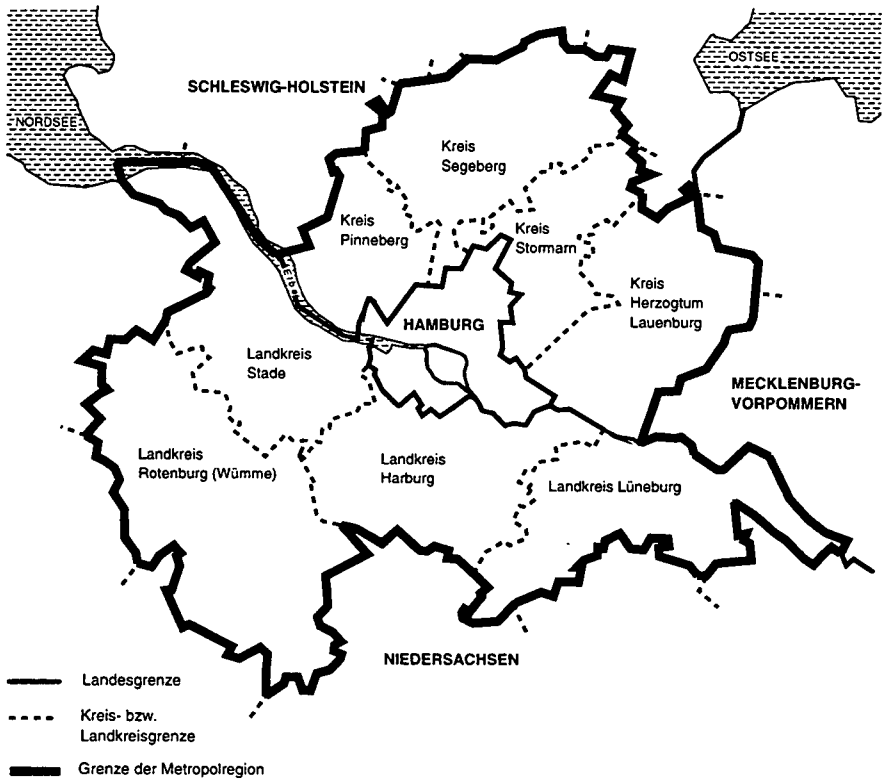 OSTSEE
SCHLESWIG-HOLSTEIN
NORDSEE
Kreis
Segeberg
Kreis
Pinneberg
Kreis
Stormarn
Elbe
Kreis
Herzogtum
Lauenburg
HAMBURG
Landkreis
Stade
MECKLENBURG-
VORPOMMERN
Landkreis
Rotenburg (Wümme)
Landkreis
Harburg
Landkreis Lüneburg
NIEDERSACHSEN
Landesgrenze
Kreis- bzw.
Landkreisgrenze
Grenze der Metropolregion